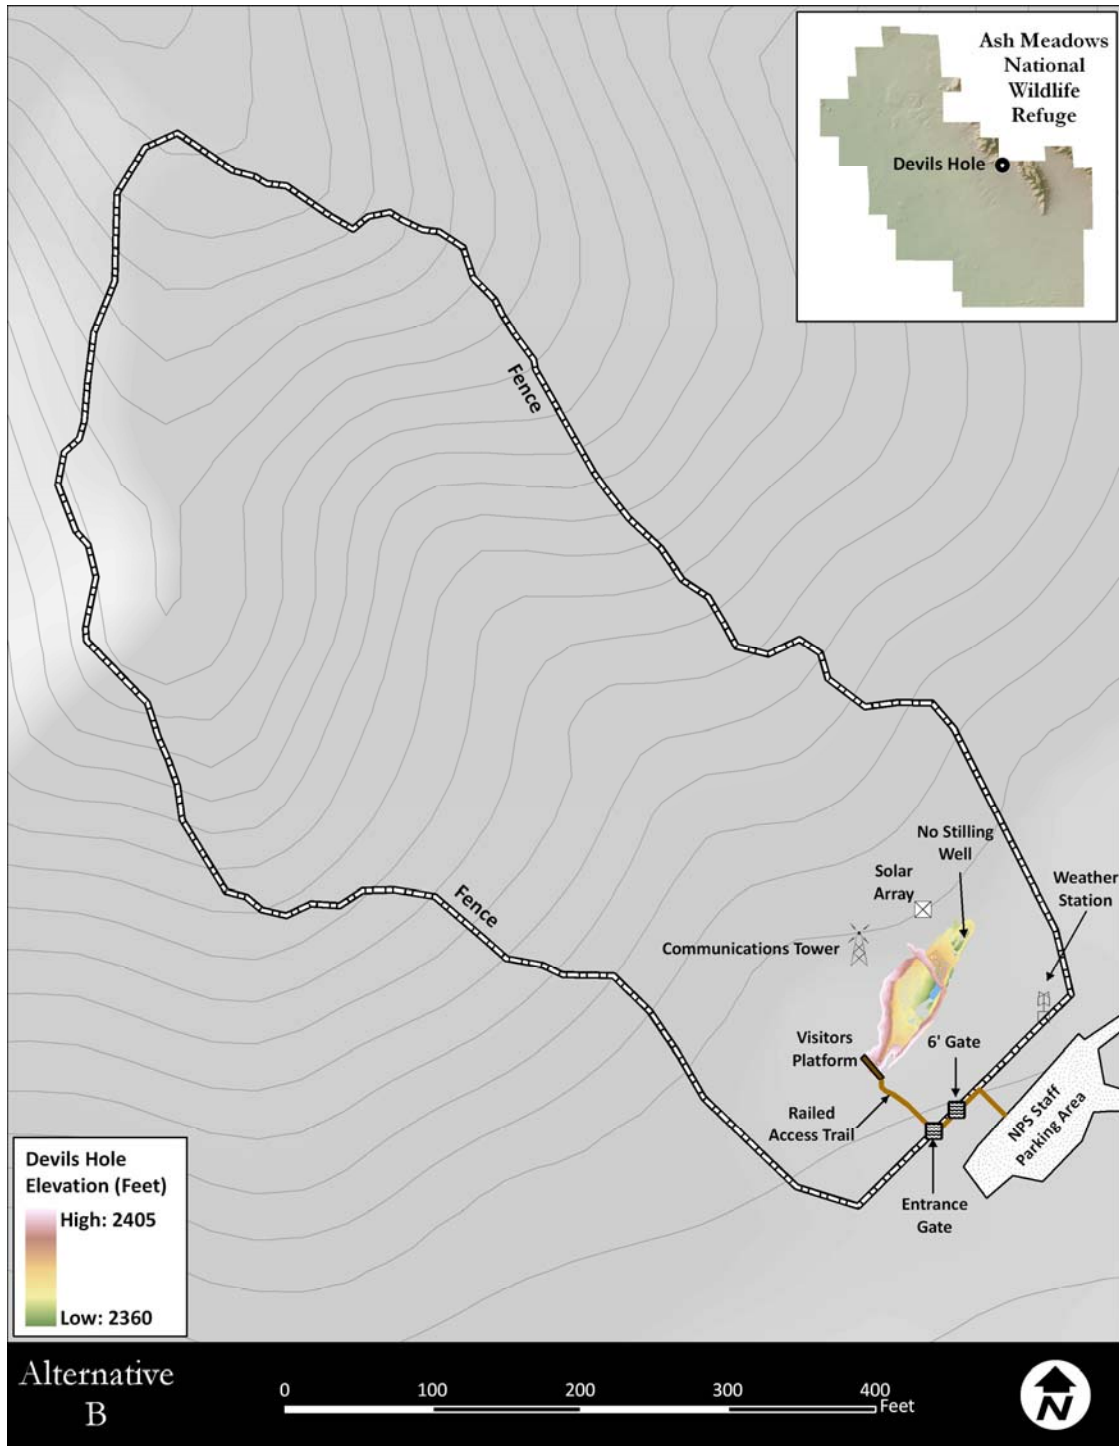 Ash Meadows
National
Wildlife
Refuge
Devils Hole
Fence
Fence
No Stilling
Well
Solar
Array
Weather
Station
Communications Tower
Visitors
Platform
6' Gate
Railed
Access Trail
NPS Staff
Parking Area
Entrance
Gate
Devils Hole
Elevation (Feet)
High: 2405
Low: 2360
Alternative
B
0 100 200 300 400
Feet
N